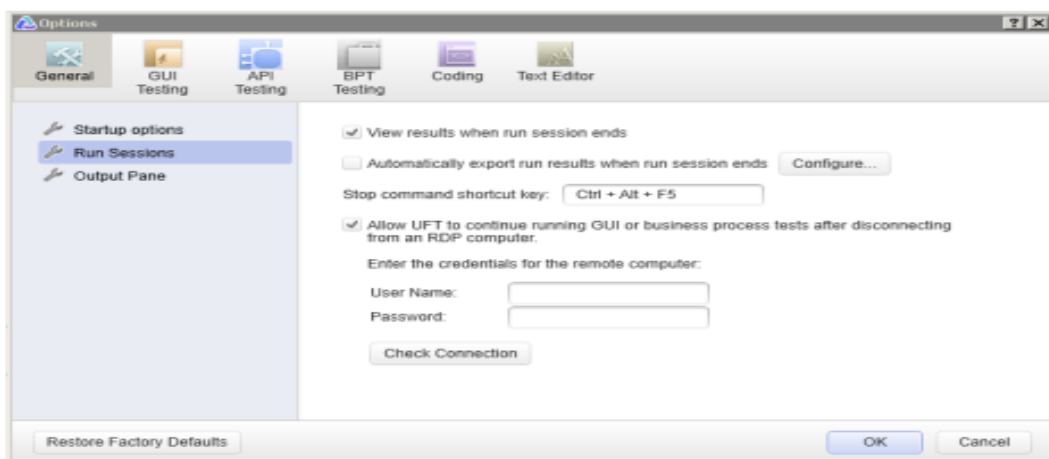 Options
General
GUI
Testing
API
Testing
BPT
Testing
Coding
Text Editor
Startup options
Run Sessions
Output Pane
View results when run session ends
Automatically export run results when run session ends
Configure...
Stop command shortcut key: Ctrl + Alt + F5
Allow UFT to continue running GUI or business process tests after disconnecting
from an RDP computer.
Enter the credentials for the remote computer:
User Name:
Password:
Check Connection
Restore Factory Defaults
OK
Cancel